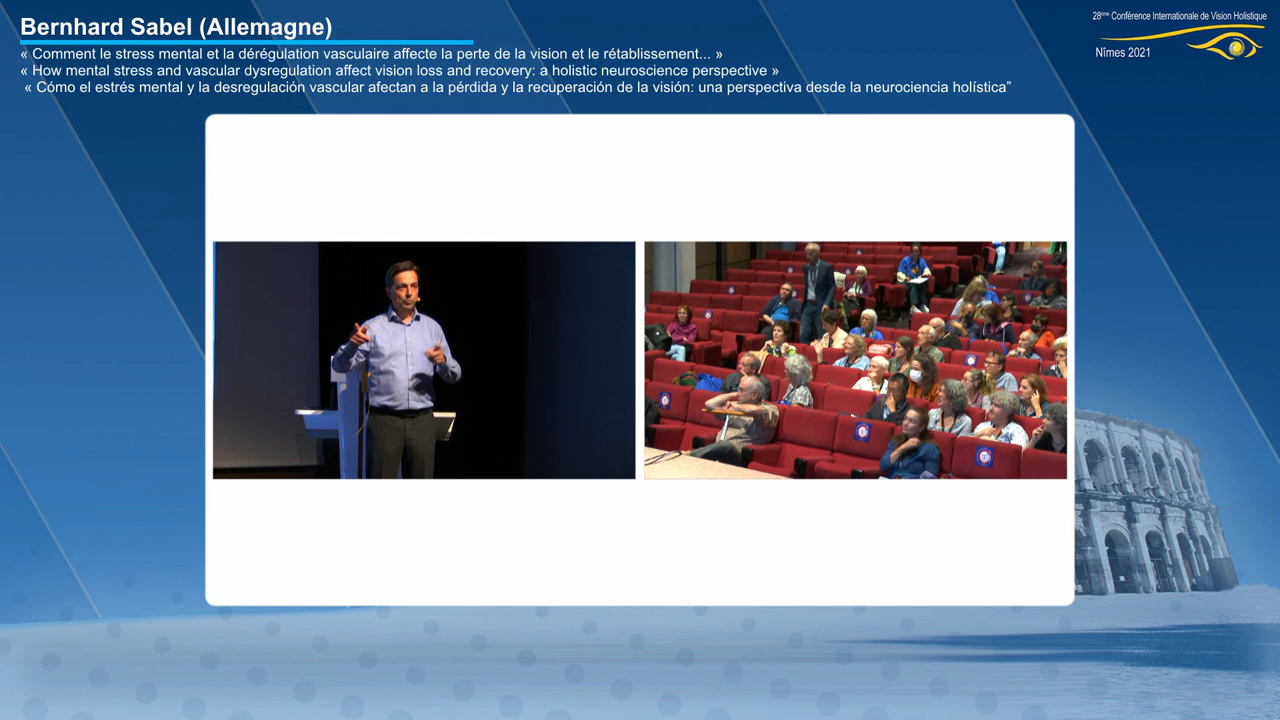 Bernhard Sabel (Allemagne)
« Comment le stress mental et la dérégulation vasculaire affecte la perte de la vision et le rétablissement... »
« How mental stress and vascular dysregulation affect vision loss and recovery: a holistic neuroscience perspective »
« Cómo el estrés mental y la desregulación vascular afectan a la pérdida y la recuperación de la visión: una perspectiva desde la neurociencia holística”
28ème Conférence Internationale de Vision Holistique
Nîmes 2021